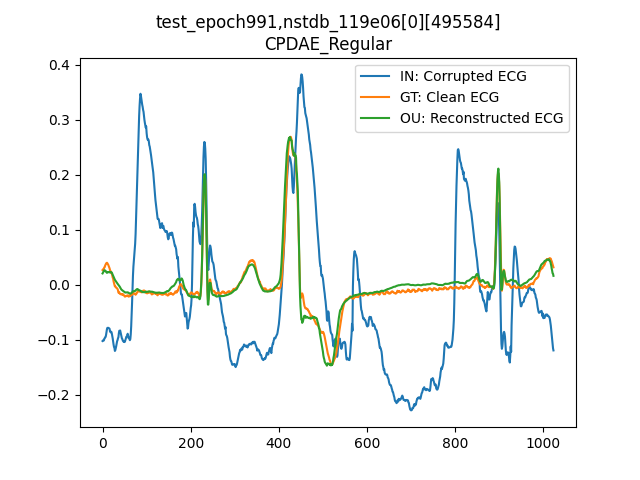 test_epoch991,nstdb_119e06[0][495584]
CPDAE_Regular
IN: Corrupted ECG
GT: Clean ECG
OU: Reconstructed ECG
0.4
0.3
0.2
0.1
0.0
−0.1
−0.2
0 200 400 600 800 1000